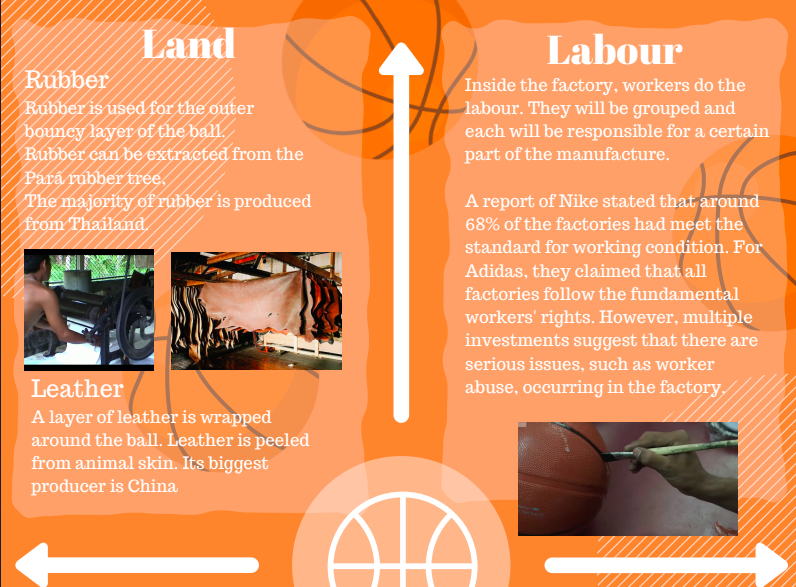 Land
Rubber
Rubber is used for the outer
bouncy layer of the ball.
Rubber can be extracted from the
Pará rubber tree.
The majority of rubber is produced
from Thailand.
Leather
A layer of leather is wrapped
around the ball. Leather is peeled
from animal skin. Its biggest
producer is China
Labour
Inside the factory, workers do the
labour. They will be grouped and
each will be responsible for a certain
part of the manufacture.
A report of Nike stated that around
68% of the factories had meet the
standard for working condition. For
Adidas, they claimed that all
factories follow the fundamental
workers' rights. However, multiple
investments suggest that there are
serious issues, such as worker
abuse, occurring in the factory.